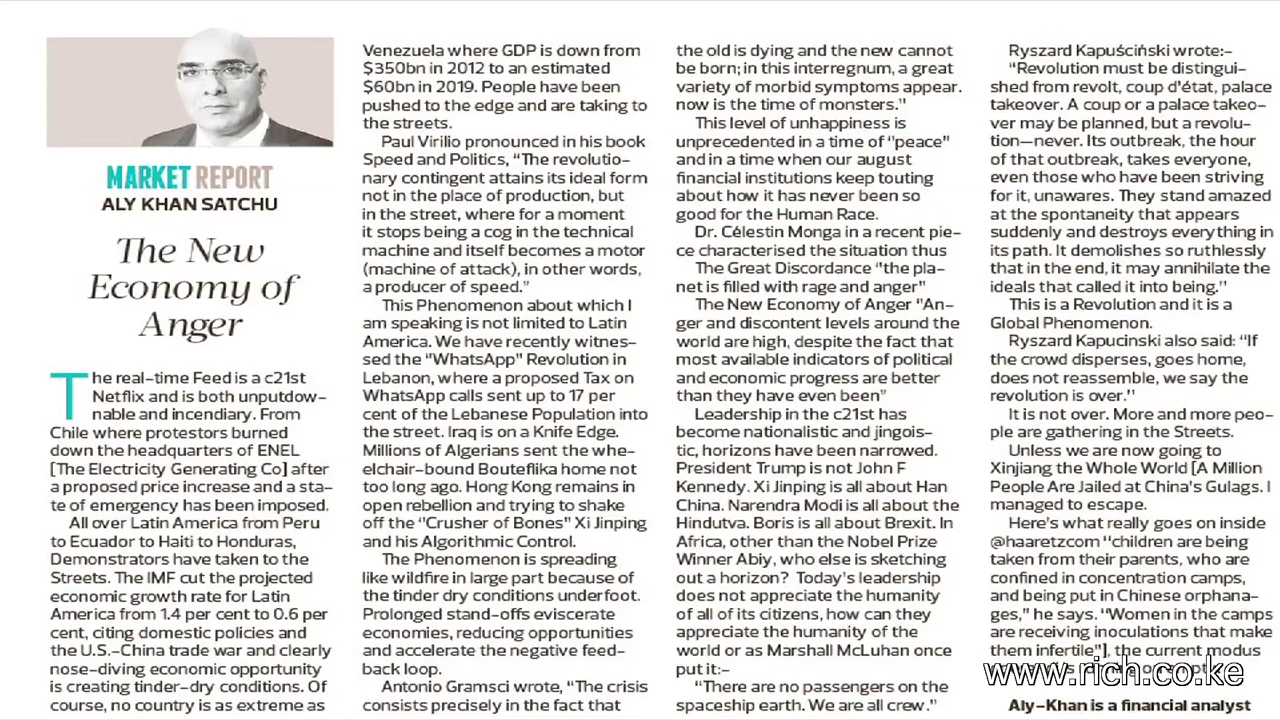 MARKET REPORT
ALY KHAN SATCHU
The New
Economy of
Anger
The real-time Feed is a c21st
Netflix and is both unputdow-
nable and incendiary. From
Chile where protestors burned
down the headquarters of ENEL
[The Electricity Generating Co] after
a proposed price increase and a sta-
te of emergency has been imposed.
All over Latin America from Peru
to Ecuador to Haiti to Honduras,
Demonstrators have taken to the
Streets. The IMF cut the projected
economic growth rate for Latin
America from 1.4 per cent to 0.6 per
cent, citing domestic policies and
the U.S.-China trade war and clearly
nose-diving economic opportunity
is creating tinder-dry conditions. Of
course, no country is as extreme as
Venezuela where GDP is down from
$350bn in 2012 to an estimated
$60bn in 2019. People have been
pushed to the edge and are taking to
the streets.
Paul Virilio pronounced in his book
Speed and Politics, "The revolutio-
nary contingent attains its ideal form
not in the place of production, but
in the street, where for a moment
it stops being a cog in the technical
machine and itself becomes a motor
(machine of attack), in other words,
a producer of speed."
This Phenomenon about which I
am speaking is not limited to Latin
America. We have recently witnes-
sed the "WhatsApp" Revolution in
Lebanon, where a proposed Tax on
WhatsApp calls sent up to 17 per
cent of the Lebanese Population into
the street. Iraq is on a Knife Edge.
Millions of Algerians sent the whe-
elchair-bound Bouteflika home not
too long ago. Hong Kong remains in
open rebellion and trying to shake
off the "Crusher of Bones" Xi Jinping
and his Algorithmic Control.
The Phenomenon is spreading
like wildfire in large part because of
the tinder dry conditions underfoot.
Prolonged stand-offs eviscerate
economies, reducing opportunities
and accelerate the negative feed-
back loop.
Antonio Gramsci wrote, "The crisis
consists precisely in the fact that
the old is dying and the new cannot
be born; in this interregnum, a great
variety of morbid symptoms appear.
now is the time of monsters."
This level of unhappiness is
unprecedented in a time of "peace"
and in a time when our august
financial institutions keep touting
about how it has never been so
good for the Human Race.
Dr. Célestin Monga in a recent pie-
ce characterised the situation thus
The Great Discordance "the pla-
net is filled with rage and anger"
The New Economy of Anger "An-
ger and discontent levels around the
world are high, despite the fact that
most available indicators of political
and economic progress are better
than they have even been"
Leadership in the c21st has
become nationalistic and jingois-
tic, horizons have been narrowed.
President Trump is not John F
Kennedy. Xi Jinping is all about Han
China. Narendra Modi is all about the
Hindutva. Boris is all about Brexit. In
Africa, other than the Nobel Prize
Winner Abiy, who else is sketching
out a horizon? Today's leadership
does not appreciate the humanity
of all of its citizens, how can they
appreciate the humanity of the
world or as Marshall McLuhan once
put it:-
"There are no passengers on the
spaceship earth. We are all crew."
Ryszard Kapuściński wrote:-
"Revolution must be distingui-
shed from revolt, coup d'état, palace
takeover. A coup or a palace takeo-
ver may be planned, but a revolu-
tion—never. Its outbreak, the hour
of that outbreak, takes everyone,
even those who have been striving
for it, unawares. They stand amazed
at the spontaneity that appears
suddenly and destroys everything in
its path. It demolishes so ruthlessly
that in the end, it may annihilate the
ideals that called it into being."
This is a Revolution and it is a
Global Phenomenon.
Ryszard Kapucinski also said: "If
the crowd disperses, goes home,
does not reassemble, we say the
revolution is over."
It is not over. More and more peo-
ple are gathering in the Streets.
Unless we are now going to
Xinjiang the Whole World [A Million
People Are Jailed at China's Gulags. I
managed to escape.
Here's what really goes on inside
@haaretzcom "children are being
taken from their parents, who are
confined in concentration camps,
and being put in Chinese orphana-
ges," he says. "Women in the camps
are receiving inoculations that make
them infertile"], the current modus
www.rich.co.ke
Aly-Khan is a financial analyst